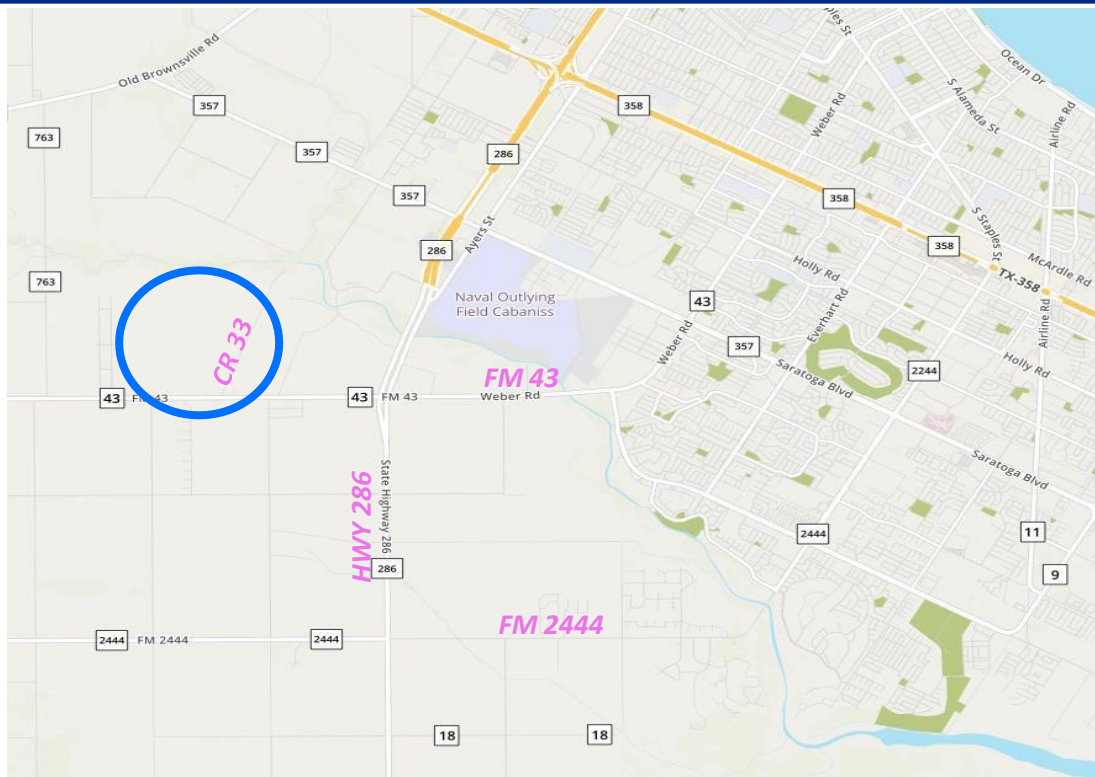 Staples St
Ocean Dr
Old Brownsville Rd
S Alameda St
357
358
Weber Rd
Airline Rd
763
357
286
357
358
S Staples St
286
Ayers St
358
McArdle Rd
763
Holly Rd
TX-358
Naval Outlying
Field Cabaniss
43
Everhart Rd
Airline Rd
CR 33
Weber Rd
357
Holly Rd
2244
Saratoga Blvd
FM 43
43
FM 43
43
FM 43
Weber Rd
Saratoga Blvd
HWY 286
State Highway 286
2444
11
286
9
FM 2444
2444
FM 2444
2444
18
18